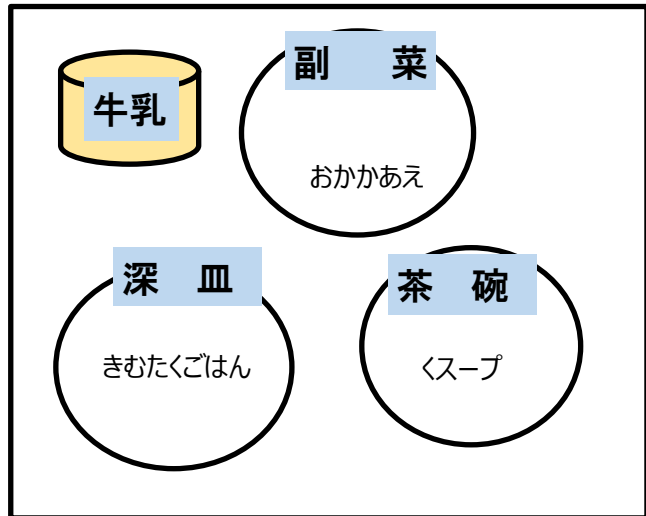 牛乳
副　菜
おかかあえ
深　皿
きむたくごはん
茶　碗
くスープ